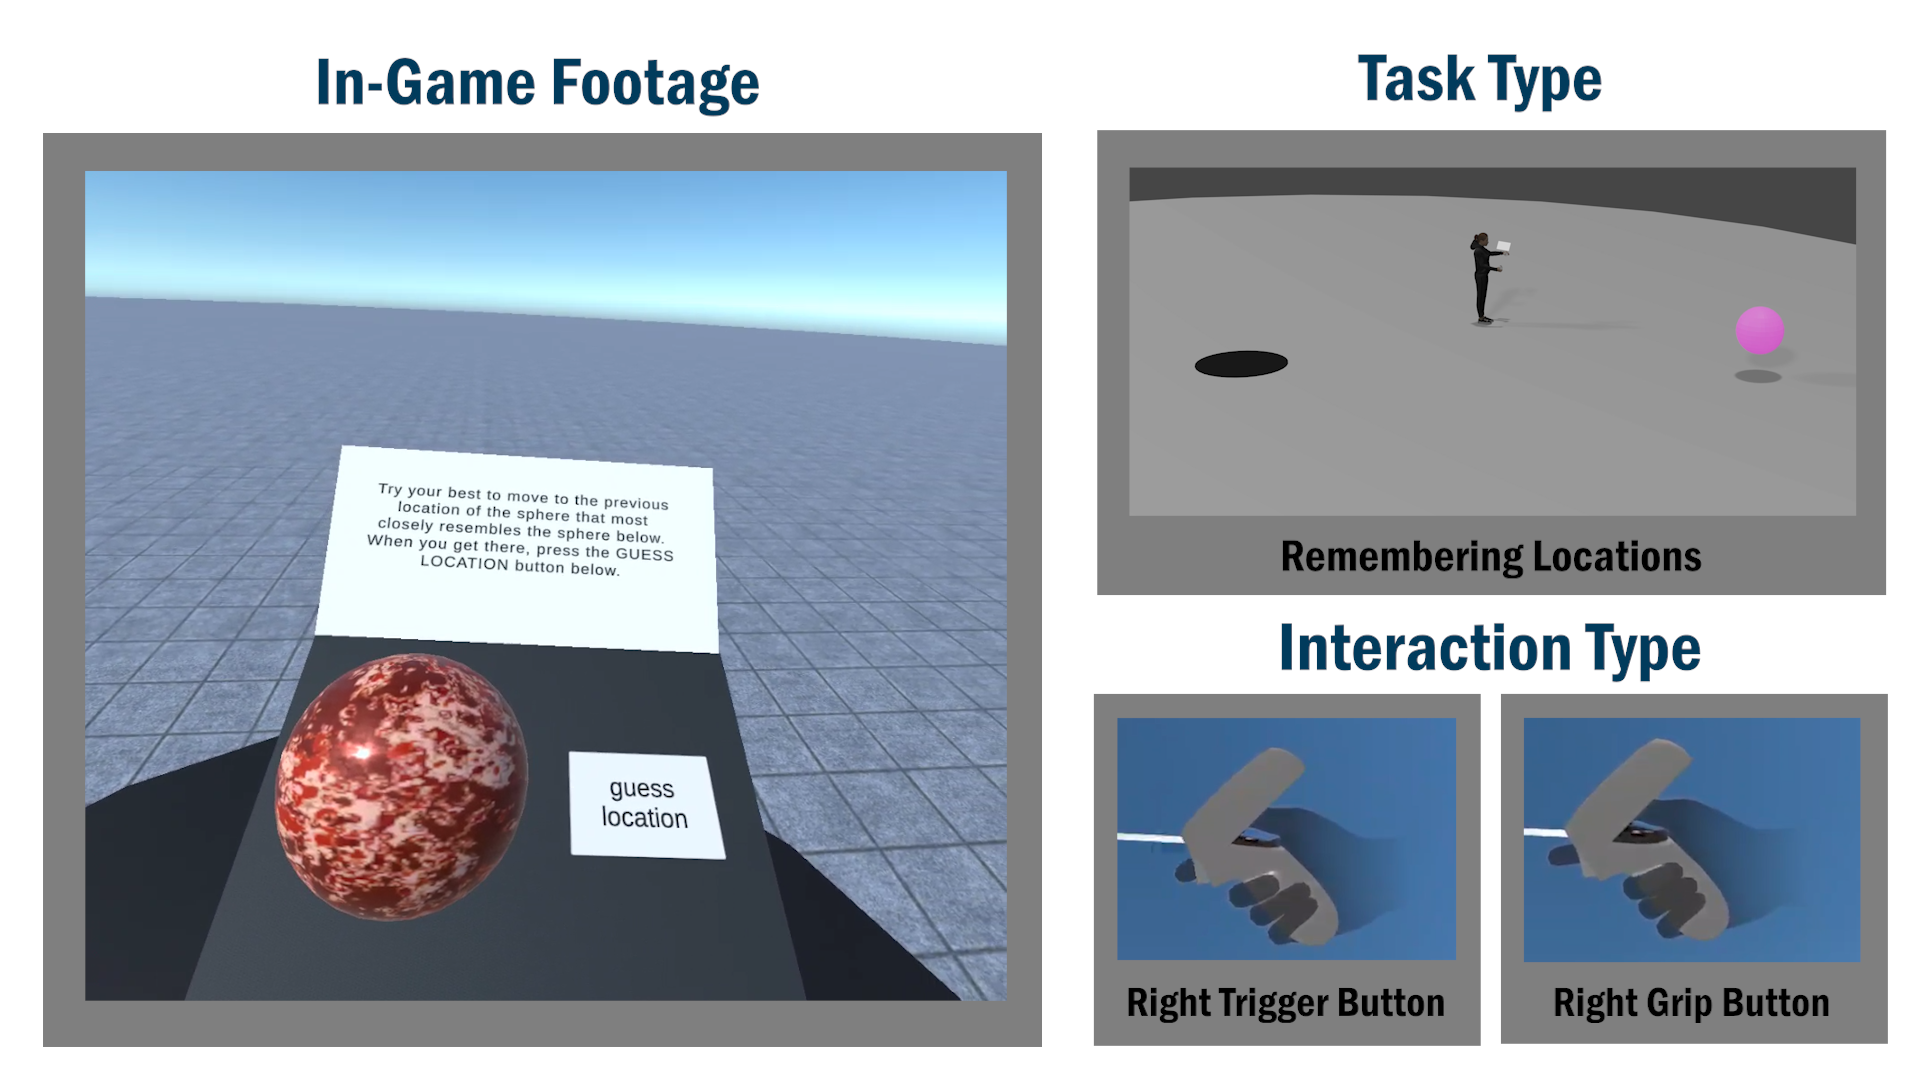 In-Game Footage
Try your best to move to the previous
location of the sphere that most
closely resembles the sphere below.
When you get there, press the GUESS
LOCATION button below.
guess
location
Task Type
Remembering Locations
Interaction Type
Right Trigger Button
Right Grip Button